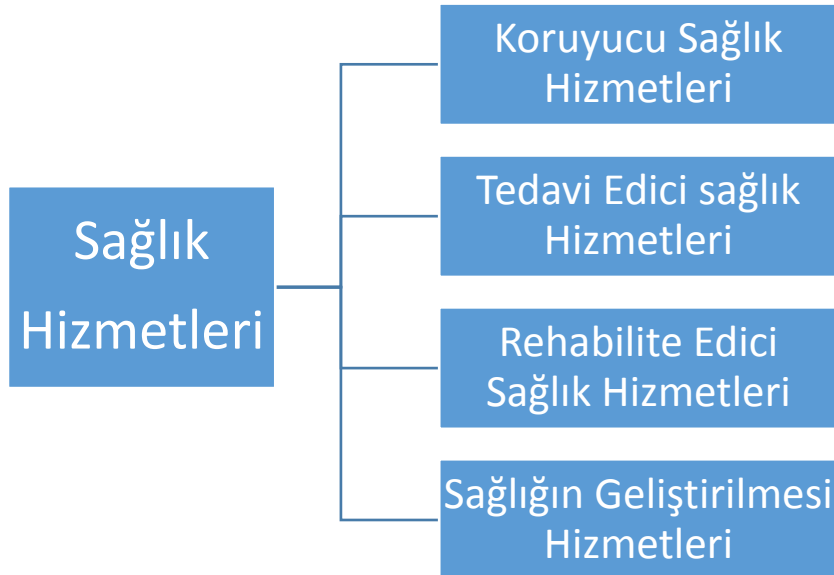 Sağlık
Hizmetleri
Koruyucu Sağlık
Hizmetleri
Tedavi Edici sağlık
Hizmetleri
Rehabilite Edici
Sağlık Hizmetleri
Sağlığın Geliştirilmesi
Hizmetleri